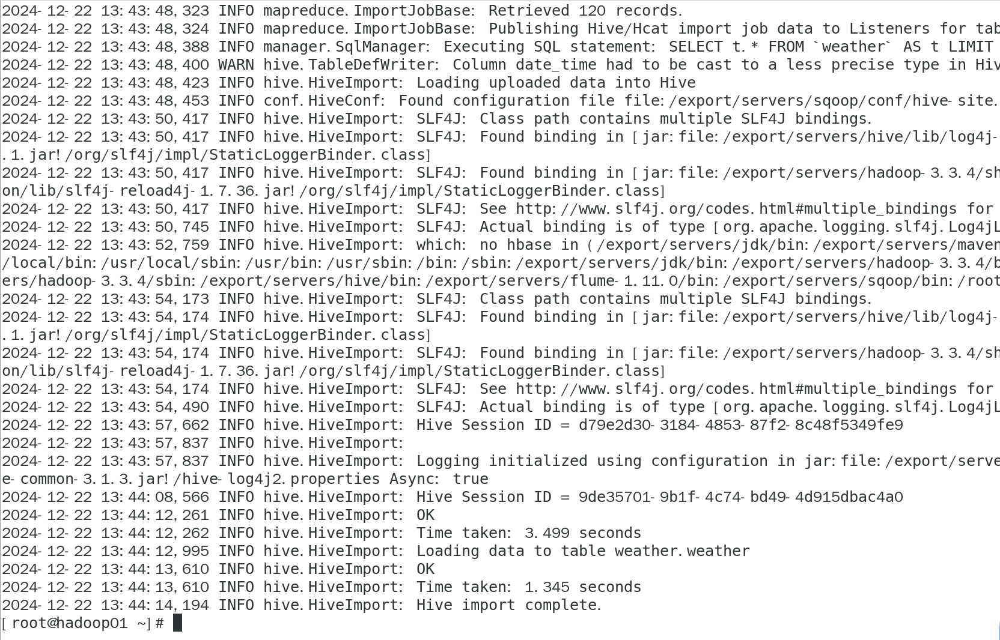 2024-12-22 13:43:48,323 INFO mapreduce.ImportJobBase: Retrieved 120 records.
2024-12-22 13:43:48,324 INFO mapreduce.ImportJobBase: Publishing Hive/Hcat import job data to Listeners for tab
2024-12-22 13:43:48,388 INFO manager.SqlManager: Executing SQL statement: SELECT t.* FROM `weather` AS t LIMIT
2024-12-22 13:43:48,400 WARN hive.TableDefWriter: Column date_time had to be cast to a less precise type in Hiv
2024-12-22 13:43:48,423 INFO hive.HiveImport: Loading uploaded data into Hive
2024-12-22 13:43:48,453 INFO conf.HiveConf: Found configuration file file:/export/servers/sqoop/conf/hive-site.
2024-12-22 13:43:50,417 INFO hive.HiveImport: SLF4J: Class path contains multiple SLF4J bindings.
2024-12-22 13:43:50,417 INFO hive.HiveImport: SLF4J: Found binding in [jar:file:/export/servers/hive/lib/log4j-
.1.jar!/org/slf4j/impl/StaticLoggerBinder.class]
2024-12-22 13:43:50,417 INFO hive.HiveImport: SLF4J: Found binding in [jar:file:/export/servers/hadoop-3.3.4/sh
on/lib/slf4j-reload4j-1.7.36.jar!/org/slf4j/impl/StaticLoggerBinder.class]
2024-12-22 13:43:50,417 INFO hive.HiveImport: SLF4J: See http://www.slf4j.org/codes.html#multiple_bindings for
2024-12-22 13:43:50,745 INFO hive.HiveImport: SLF4J: Actual binding is of type [org.apache.logging.slf4j.Log4jL
2024-12-22 13:43:52,759 INFO hive.HiveImport: which: no hbase in (/export/servers/jdk/bin:/export/servers/maven
/local/bin:/usr/local/sbin:/usr/bin:/usr/sbin:/bin:/sbin:/export/servers/jdk/bin:/export/servers/hadoop-3.3.4/b
ers/hadoop-3.3.4/sbin:/export/servers/hive/bin:/export/servers/flume-1.11.0/bin:/export/servers/sqoop/bin:/root
2024-12-22 13:43:54,173 INFO hive.HiveImport: SLF4J: Class path contains multiple SLF4J bindings.
2024-12-22 13:43:54,174 INFO hive.HiveImport: SLF4J: Found binding in [jar:file:/export/servers/hive/lib/log4j-
.1.jar!/org/slf4j/impl/StaticLoggerBinder.class]
2024-12-22 13:43:54,174 INFO hive.HiveImport: SLF4J: Found binding in [jar:file:/export/servers/hadoop-3.3.4/sh
on/lib/slf4j-reload4j-1.7.36.jar!/org/slf4j/impl/StaticLoggerBinder.class]
2024-12-22 13:43:54,174 INFO hive.HiveImport: SLF4J: See http://www.slf4j.org/codes.html#multiple_bindings for
2024-12-22 13:43:54,490 INFO hive.HiveImport: SLF4J: Actual binding is of type [org.apache.logging.slf4j.Log4jL
2024-12-22 13:43:57,662 INFO hive.HiveImport: Hive Session ID = d79e2d30-3184-4853-87f2-8c48f5349fe9
2024-12-22 13:43:57,837 INFO hive.HiveImport:
2024-12-22 13:43:57,837 INFO hive.HiveImport: Logging initialized using configuration in jar:file:/export/serve
e-common-3.1.3.jar!/hive-log4j2.properties Async: true
2024-12-22 13:44:08,566 INFO hive.HiveImport: Hive Session ID = 9de35701-9b1f-4c74-bd49-4d915dbac4a0
2024-12-22 13:44:12,261 INFO hive.HiveImport: OK
2024-12-22 13:44:12,262 INFO hive.HiveImport: Time taken: 3.499 seconds
2024-12-22 13:44:12,995 INFO hive.HiveImport: Loading data to table weather.weather
2024-12-22 13:44:13,610 INFO hive.HiveImport: OK
2024-12-22 13:44:13,610 INFO hive.HiveImport: Time taken: 1.345 seconds
2024-12-22 13:44:14,194 INFO hive.HiveImport: Hive import complete.
[root@hadoop01 ~]#